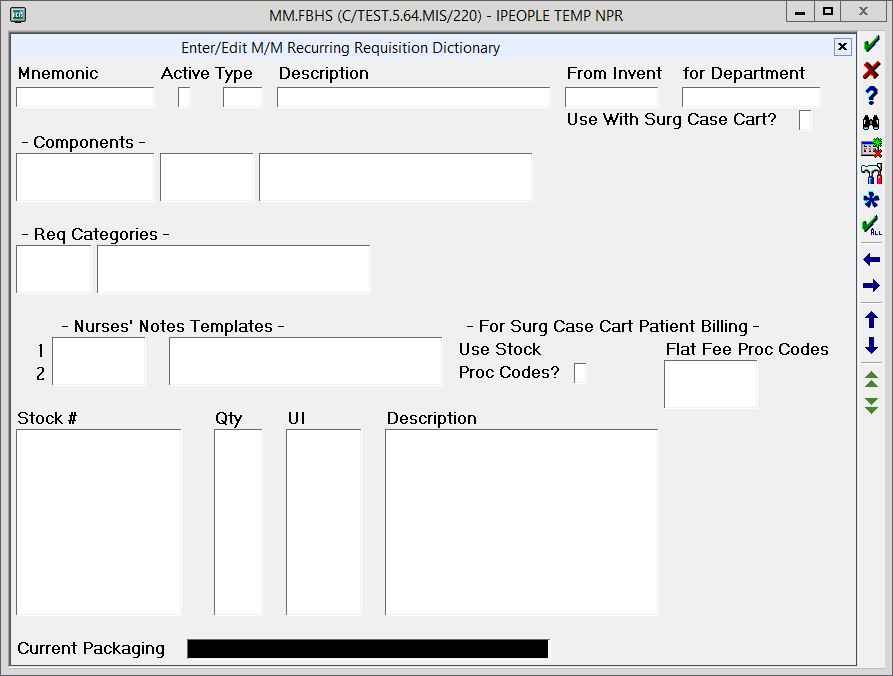 MM.FBHS (C/TEST.5.64.MIS/220) - IPEOPLE TEMP NPR
Enter/Edit M/M Recurring Requisition Dictionary
Mnemonic Active Type Description From Invent for Department
Use With Surg Case Cart?
- Components -
- Req Categories -
- Nurses' Notes Templates - - For Surg Case Cart Patient Billing -
1 Use Stock Flat Fee Proc Codes
2 Proc Codes?
Stock # Qty UI Description
Current Packaging
ALL